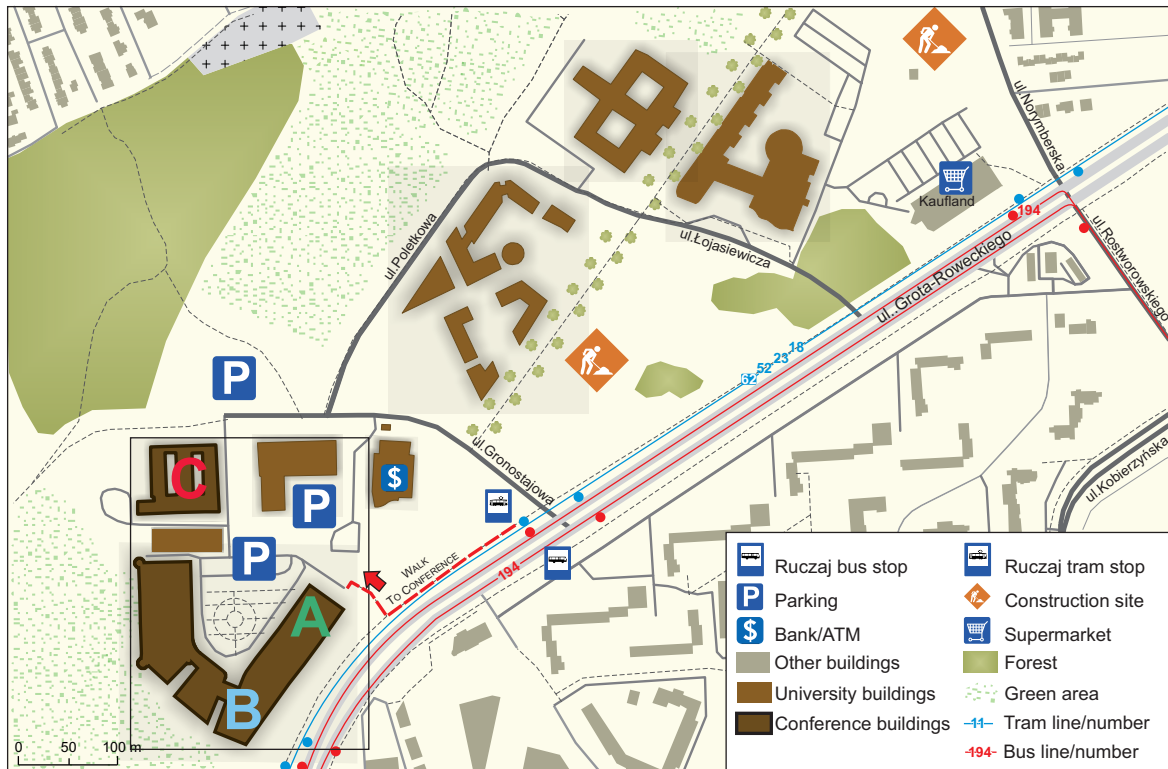 ul.Norymberska
Kaufland
194
ul.Rostworowskiego
ul.Poletkowa
ul.Łojasiewicza
ul..Grota-Roweckiego
18
23
52
62
P
ul.Gronostajowa
ul.Kobierzyńska
C
$
P
P
WALK
TO CONFERENCE
194
A
B
0 50 100 m
Ruczaj bus stop
Ruczaj tram stop
P Parking
Construction site
$ Bank/ATM
Supermarket
Other buildings
Forest
University buildings
Green area
Conference buildings
11 Tram line/number
194 Bus line/number